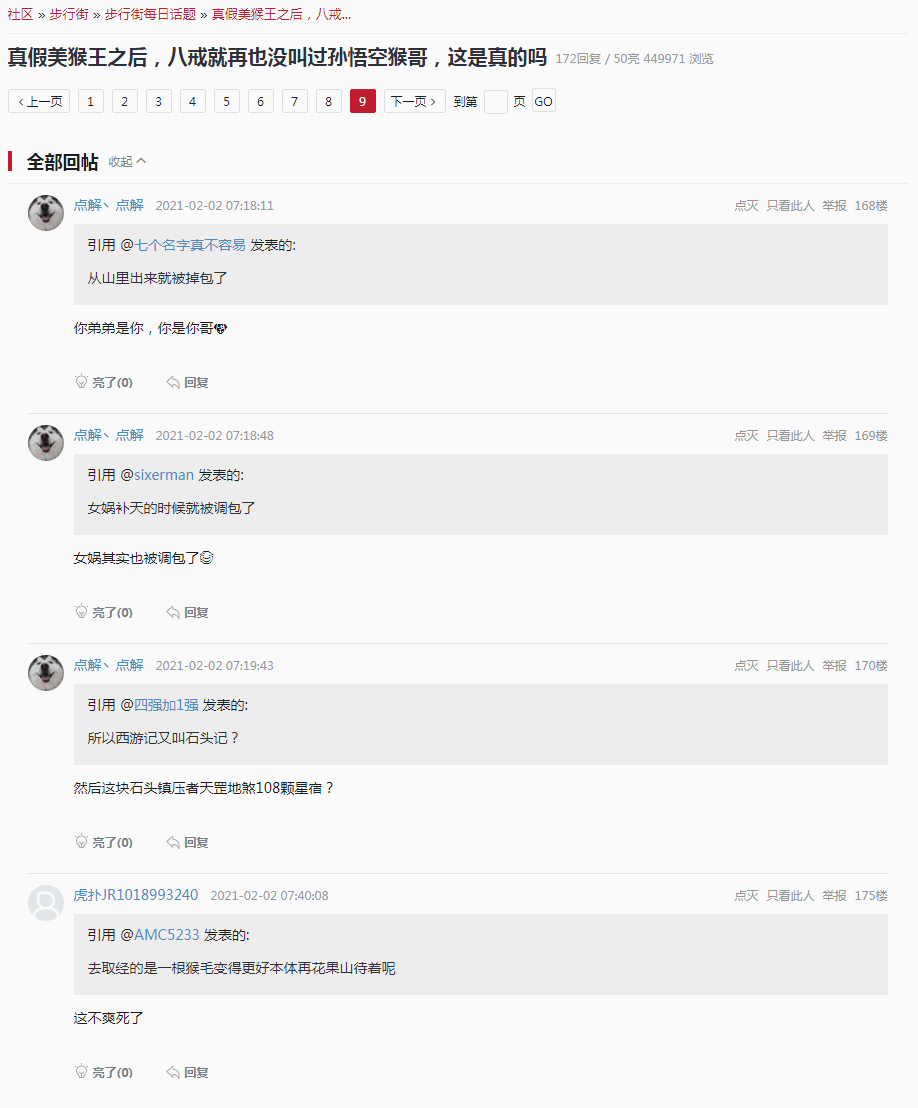 社区 » 步行街 » 步行街每日话题 » 真假美猴王之后，八戒...
真假美猴王之后，八戒就再也没叫过孙悟空猴哥，这是真的吗 172回复 / 50亮 449971 浏览
‹ 上一页 1 2 3 4 5 6 7 8 9 下一页 › 到第 页 GO
全部回帖 收起
点解丶点解 2021-02-02 07:18:11 点灭 只看此人 举报 168楼
引用 @七个名字真不容易 发表的:
从山里出来就被掉包了
你弟弟是你，你是你哥
亮了(0) 回复
点解丶点解 2021-02-02 07:18:48 点灭 只看此人 举报 169楼
引用 @sixerman 发表的:
女娲补天的时候就被调包了
女娲其实也被调包了😄
亮了(0) 回复
点解丶点解 2021-02-02 07:19:43 点灭 只看此人 举报 170楼
引用 @四强加1强 发表的:
所以西游记又叫石头记？
然后这块石头镇压者天罡地煞108颗星宿？
亮了(0) 回复
虎扑JR1018993240 2021-02-02 07:40:08 点灭 只看此人 举报 175楼
引用 @AMC5233 发表的:
去取经的是一根猴毛变得更好本体再花果山待着呢
这不爽死了
亮了(0) 回复